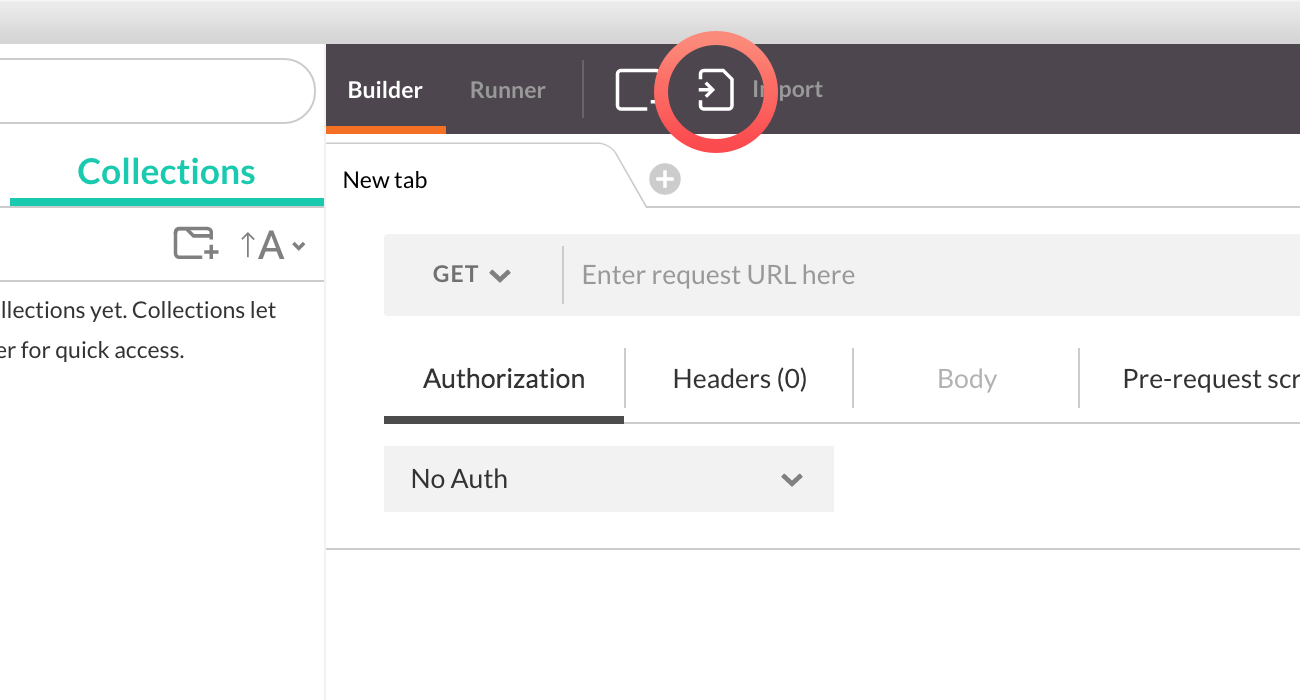 Builder
Runner
Import
Collections
New tab
A
GET
Enter request URL here
llections yet. Collections let
er for quick access.
Authorization
Headers (0)
Body
Pre-request scr
No Auth